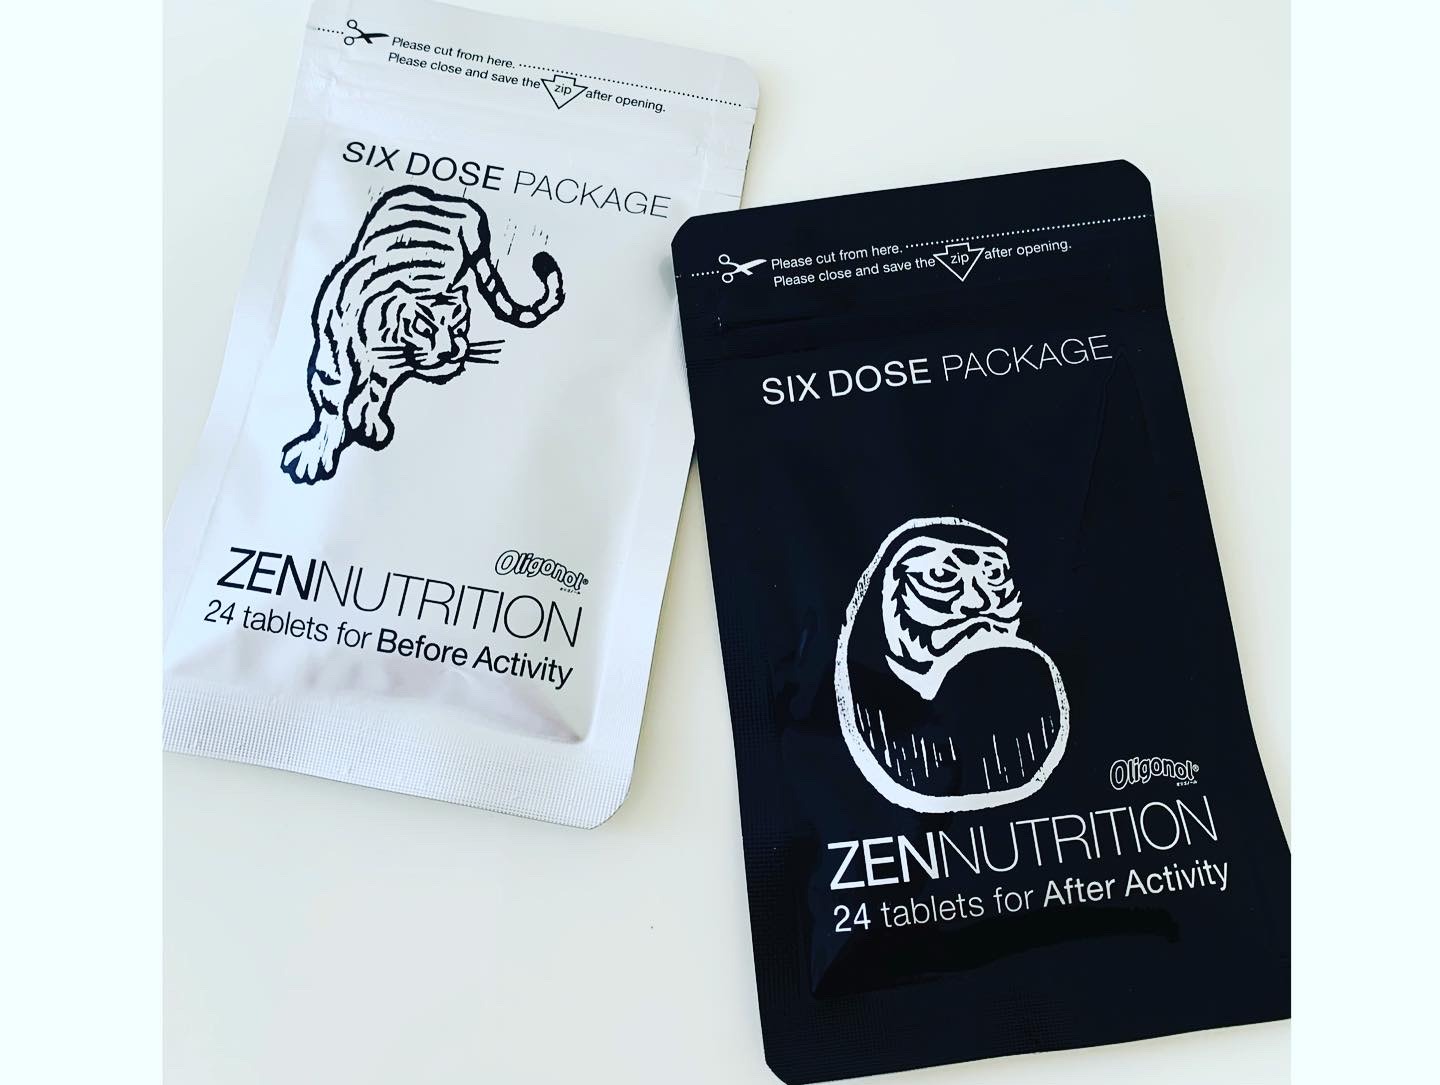 Please cut from here.
Please close and save the zip after opening.
SIX DOSE PACKAGE
Oligonol®
ZENNUTRITION
24 tablets for Before Activity
Please cut from here.
Please close and save the zip after opening.
SIX DOSE PACKAGE
Oligonol®
ZENNUTRITION
24 tablets for After Activity